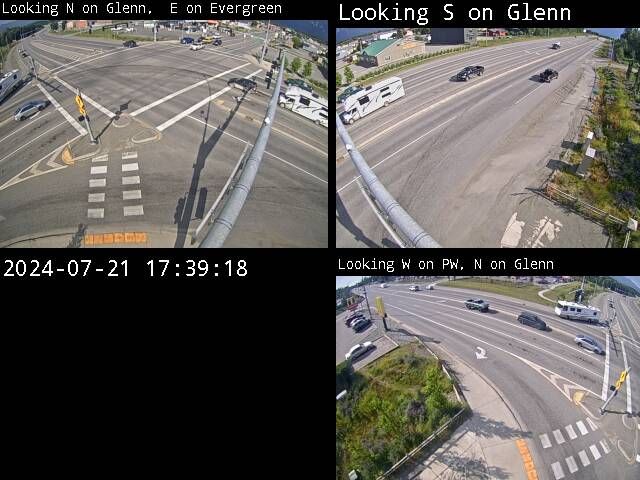 Looking N on Glenn,  E on Evergreen
Looking S on Glenn
2024-07-21 17:39:18
Looking W on PW, N on Glenn